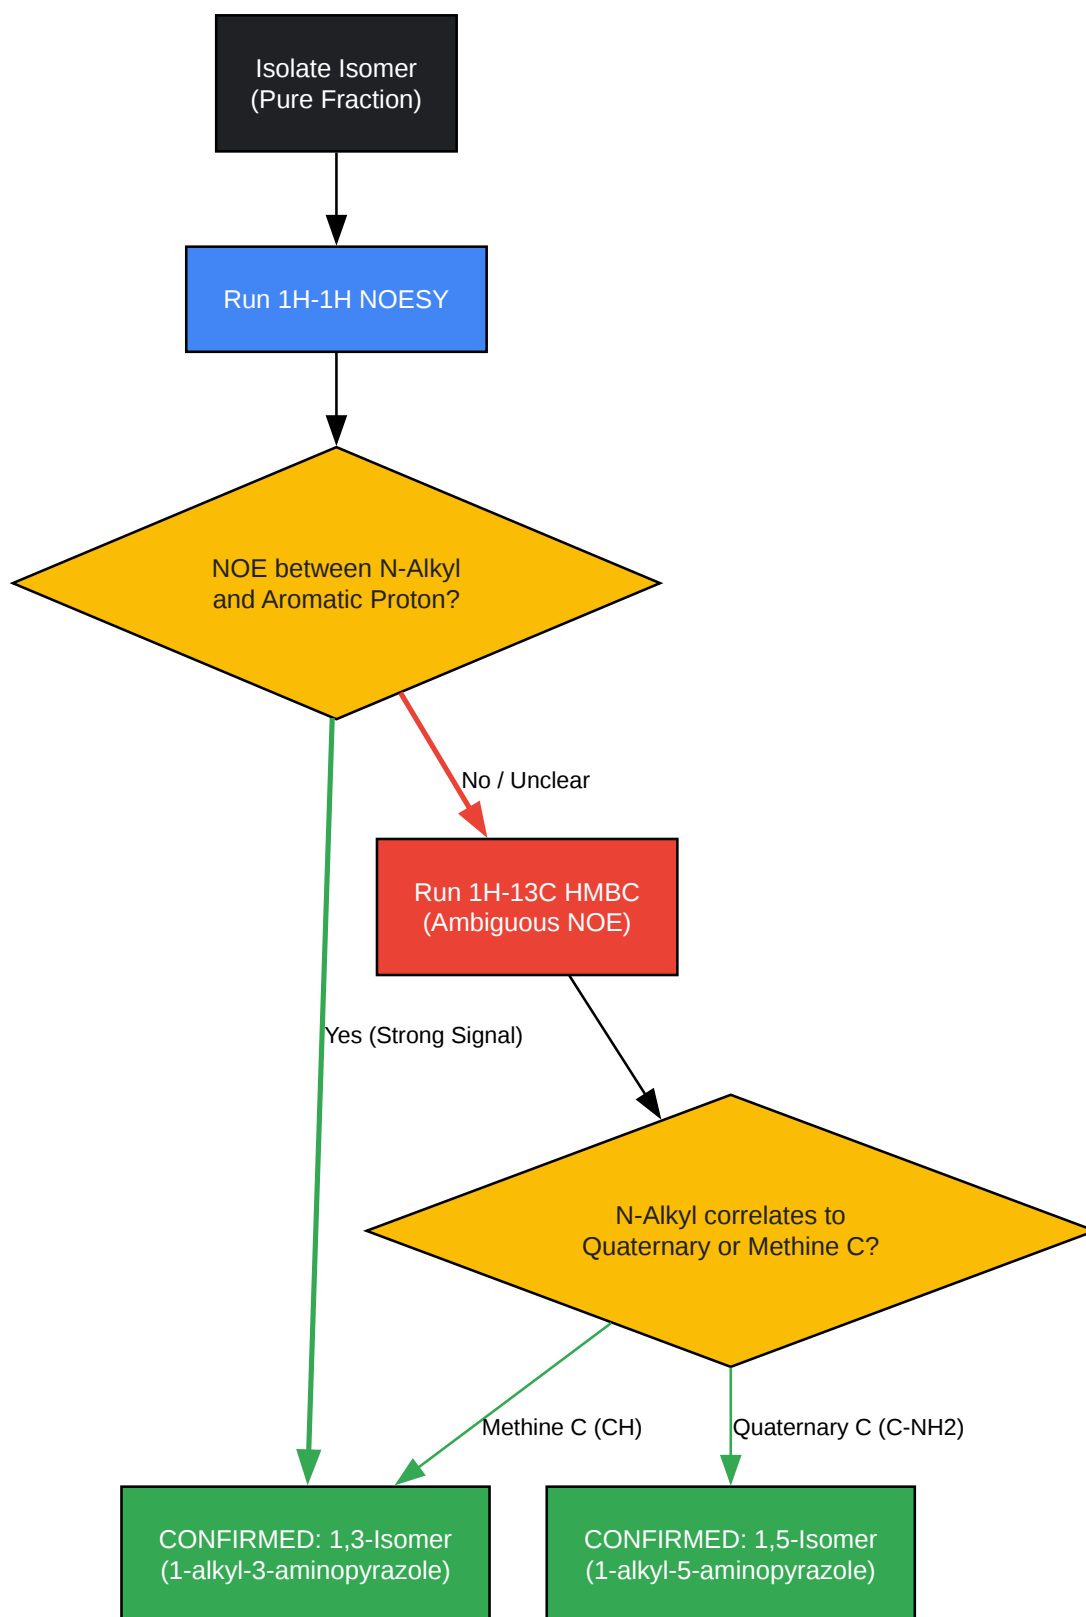 Isolate Isomer
(Pure Fraction)
Run 1H-1H NOESY
NOE between N-Alkyl
and Aromatic Proton?
No / Unclear
Run 1H-13C HMBC
(Ambiguous NOE)
Yes (Strong Signal)
N-Alkyl correlates to
Quaternary or Methine C?
Methine C (CH)
Quaternary C (C-NH2)
CONFIRMED: 1,3-Isomer
(1-alkyl-3-aminopyrazole)
CONFIRMED: 1,5-Isomer
(1-alkyl-5-aminopyrazole)